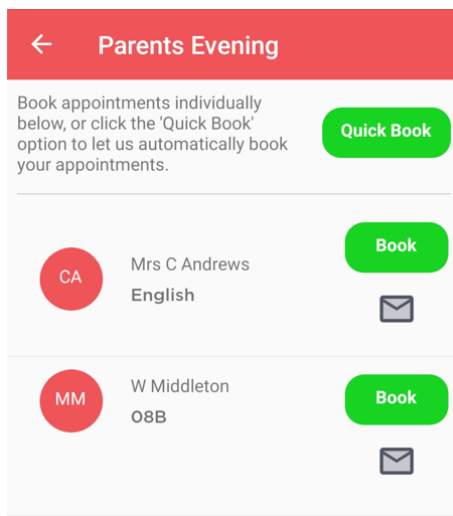 Parents Evening
Book appointments individually
below, or click the 'Quick Book'
option to let us automatically book
your appointments.
Quick Book
CA
Mrs C Andrews
English
Book
MM
W Middleton
08B
Book